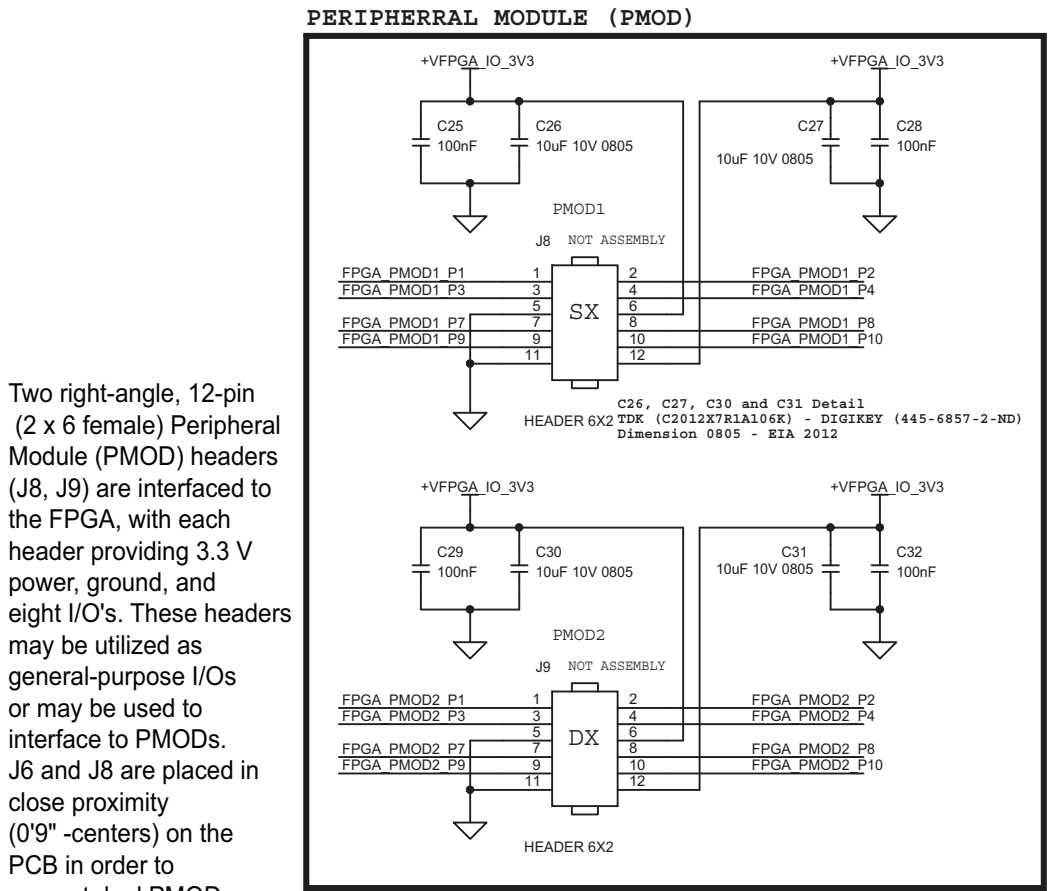 PERIPHERRAL MODULE (PMOD)
+VFPGA_IO_3V3
+VFPGA_IO_3V3
C25
100nF
C26
10uF 10V 0805
C27
10uF 10V 0805
C28
100nF
PMOD1
J8 NOT ASSEMBLY
FPGA_PMOD1_P1 1
2 FPGA_PMOD1_P2
FPGA_PMOD1_P3 3
4 FPGA_PMOD1_P4
5
6
SX
FPGA_PMOD1_P7 7
8 FPGA_PMOD1_P8
FPGA_PMOD1_P9 9
10 FPGA_PMOD1_P10
11
12
HEADER 6X2
C26, C27, C30 and C31 Detail
TDK (C2012X7R1A106K) - DIGIKEY (445-6857-2-ND)
Dimension 0805 - EIA 2012
+VFPGA_IO_3V3
+VFPGA_IO_3V3
C29
100nF
C30
10uF 10V 0805
C31
10uF 10V 0805
C32
100nF
PMOD2
J9 NOT ASSEMBLY
FPGA_PMOD2_P1 1
2 FPGA_PMOD2_P2
FPGA_PMOD2_P3 3
4 FPGA_PMOD2_P4
5
6
DX
FPGA_PMOD2_P7 7
8 FPGA_PMOD2_P8
FPGA_PMOD2_P9 9
10 FPGA_PMOD2_P10
11
12
HEADER 6X2
Two right-angle, 12-pin
(2 x 6 female) Peripheral
Module (PMOD) headers
(J8, J9) are interfaced to
the FPGA, with each
header providing 3.3 V
power, ground, and
eight I/O's. These headers
may be utilized as
general-purpose I/Os
or may be used to
interface to PMODs.
J6 and J8 are placed in
close proximity
(0'9" -centers) on the
PCB in order to